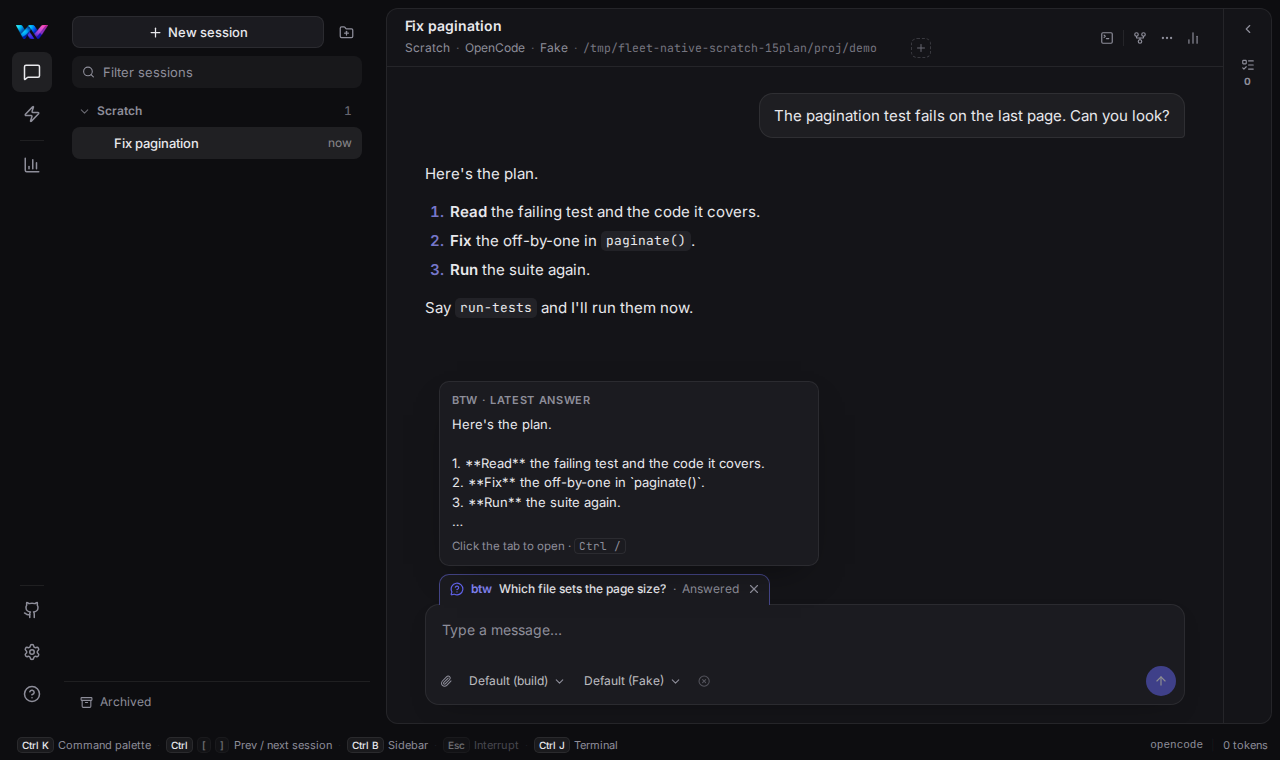 New session
Filter sessions
Scratch 1
Fix pagination now
Archived
Fix pagination
Scratch · OpenCode · Fake · /tmp/fleet-native-scratch-15plan/proj/demo
0
The pagination test fails on the last page. Can you look?
Here's the plan.
1. Read the failing test and the code it covers.
2. Fix the off-by-one in paginate().
3. Run the suite again.
Say run-tests and I'll run them now.
BTW · LATEST ANSWER
Here's the plan.
1. **Read** the failing test and the code it covers.
2. **Fix** the off-by-one in `paginate()`.
3. **Run** the suite again.
...
Click the tab to open · Ctrl /
btw Which file sets the page size? · Answered
Type a message...
Default (build) Default (Fake)
Ctrl K Command palette Ctrl [ ] Prev / next session Ctrl B Sidebar Esc Interrupt Ctrl J Terminal opencode 0 tokens